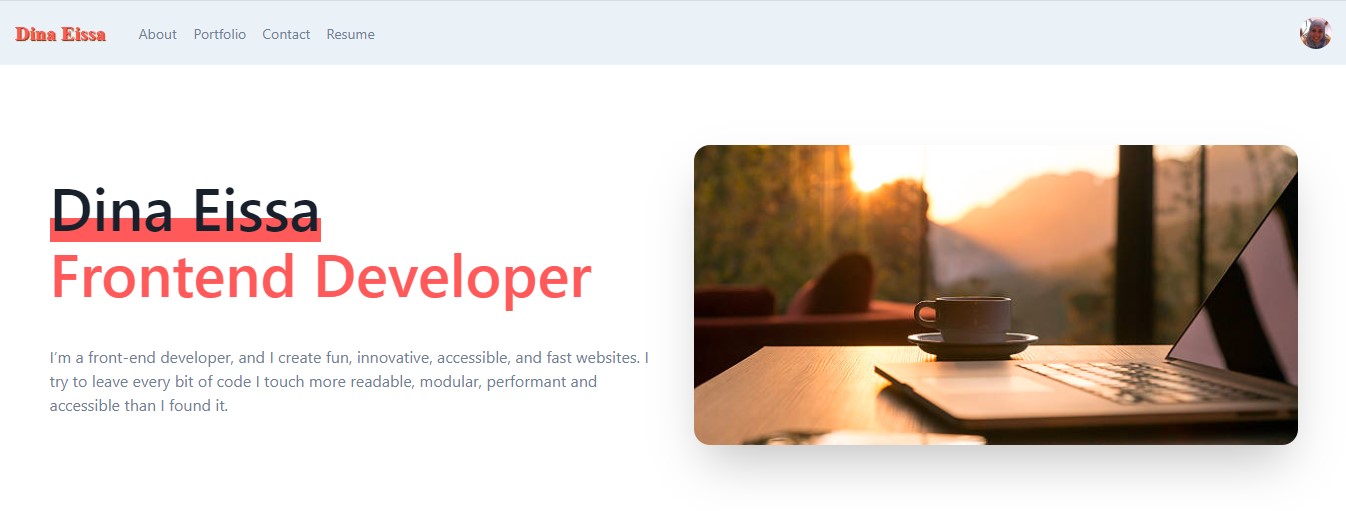 Dina Eissa
About Portfolio Contact Resume
Dina Eissa
Frontend Developer
I’m a front-end developer, and I create fun, innovative, accessible, and fast websites. I
try to leave every bit of code I touch more readable, modular, performant and
accessible than I found it.